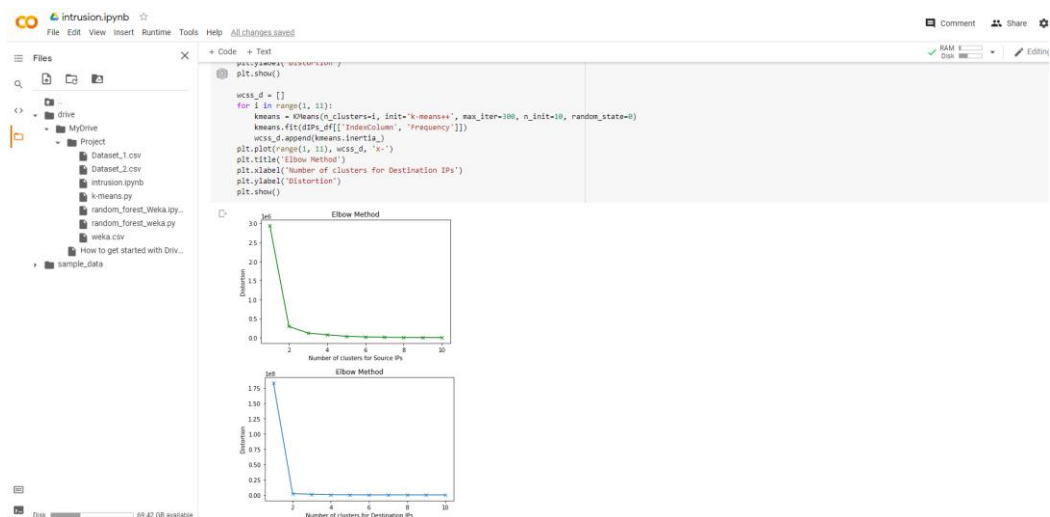 intrusion.ipynb
File Edit View Insert Runtime Tools Help All changes saved
Comment Share
+ Code + Text
RAM
Disk
Editing
Files
..
drive
MyDrive
Project
Dataset_1.csv
Dataset_2.csv
intrusion.ipynb
k-means.py
random_forest_Weka.ipy...
random_forest_weka.py
weka.csv
How to get started with Driv...
sample_data
Disk 69.42 GB available
plt.ylabel('Distortion')
plt.show()
wcss_d = []
for i in range(1, 11):
kmeans = KMeans(n_clusters=i, init='k-means++', max_iter=300, n_init=10, random_state=0)
kmeans.fit(dIPs_df[['IndexColumn', 'Frequency']])
wcss_d.append(kmeans.inertia_)
plt.plot(range(1, 11), wcss_d, 'x-')
plt.title('Elbow Method')
plt.xlabel('Number of clusters for Destination IPs')
plt.ylabel('Distortion')
plt.show()
1e6
Elbow Method
3.0
2.5
2.0
1.5
1.0
0.5
0.0
Distortion
2 4 6 8 10
Number of clusters for Source IPs
1e8
Elbow Method
1.75
1.50
1.25
1.00
0.75
0.50
0.25
0.00
Distortion
2 4 6 8 10
Number of clusters for Destination IPs